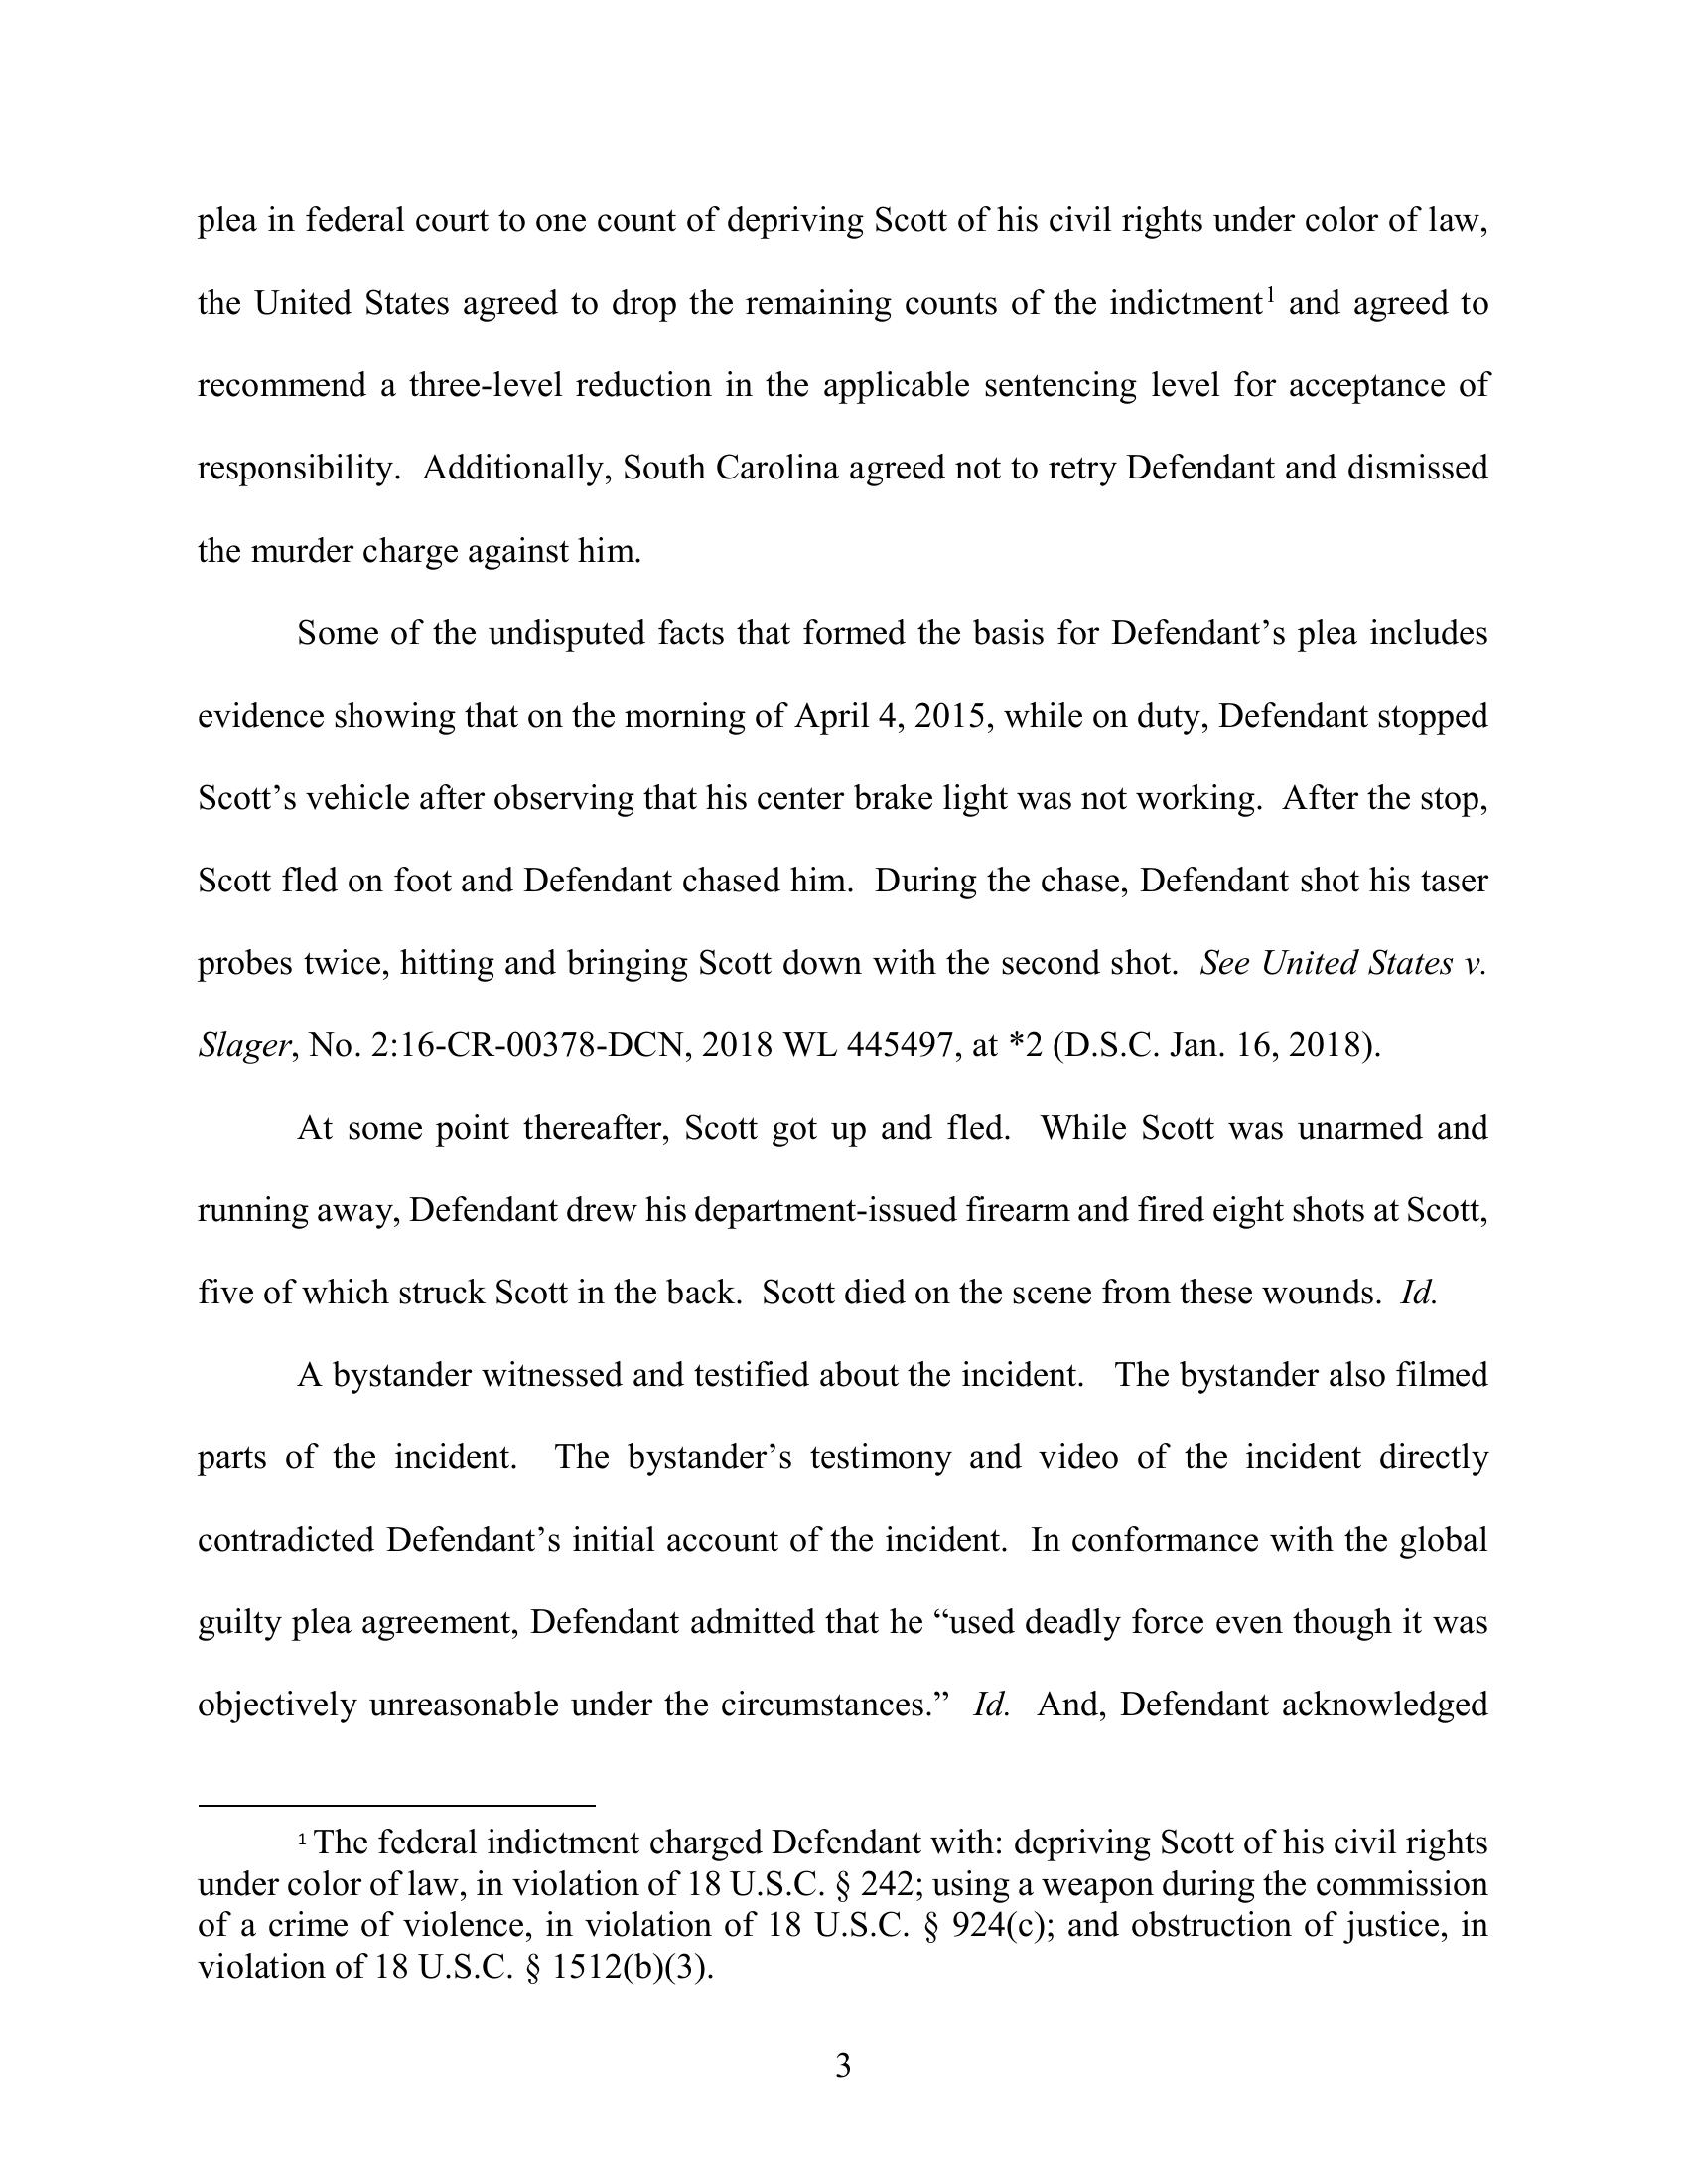 plea in federal court to one count of depriving Scott of his civil rights under color of law,
the United States agreed to drop the remaining counts of the indictment1 and agreed to
recommend a three-level reduction in the applicable sentencing level for acceptance of
responsibility.  Additionally, South Carolina agreed not to retry Defendant and dismissed
the murder charge against him.
Some of the undisputed facts that formed the basis for Defendant’s plea includes
evidence showing that on the morning of April 4, 2015, while on duty, Defendant stopped
Scott’s vehicle after observing that his center brake light was not working.  After the stop,
Scott fled on foot and Defendant chased him.  During the chase, Defendant shot his taser
probes twice, hitting and bringing Scott down with the second shot.  See United States v.
Slager, No. 2:16-CR-00378-DCN, 2018 WL 445497, at *2 (D.S.C. Jan. 16, 2018).
At some point thereafter, Scott got up and fled.  While Scott was unarmed and
running away, Defendant drew his department-issued firearm and fired eight shots at Scott,
five of which struck Scott in the back.  Scott died on the scene from these wounds.  Id.
A bystander witnessed and testified about the incident.  The bystander also filmed
parts of the incident.  The bystander’s testimony and video of the incident directly
contradicted Defendant’s initial account of the incident.  In conformance with the global
guilty plea agreement, Defendant admitted that he “used deadly force even though it was
objectively unreasonable under the circumstances.”  Id.  And, Defendant acknowledged
1 The federal indictment charged Defendant with: depriving Scott of his civil rights
under color of law, in violation of 18 U.S.C. § 242; using a weapon during the commission
of a crime of violence, in violation of 18 U.S.C. § 924(c); and obstruction of justice, in
violation of 18 U.S.C. § 1512(b)(3).
3